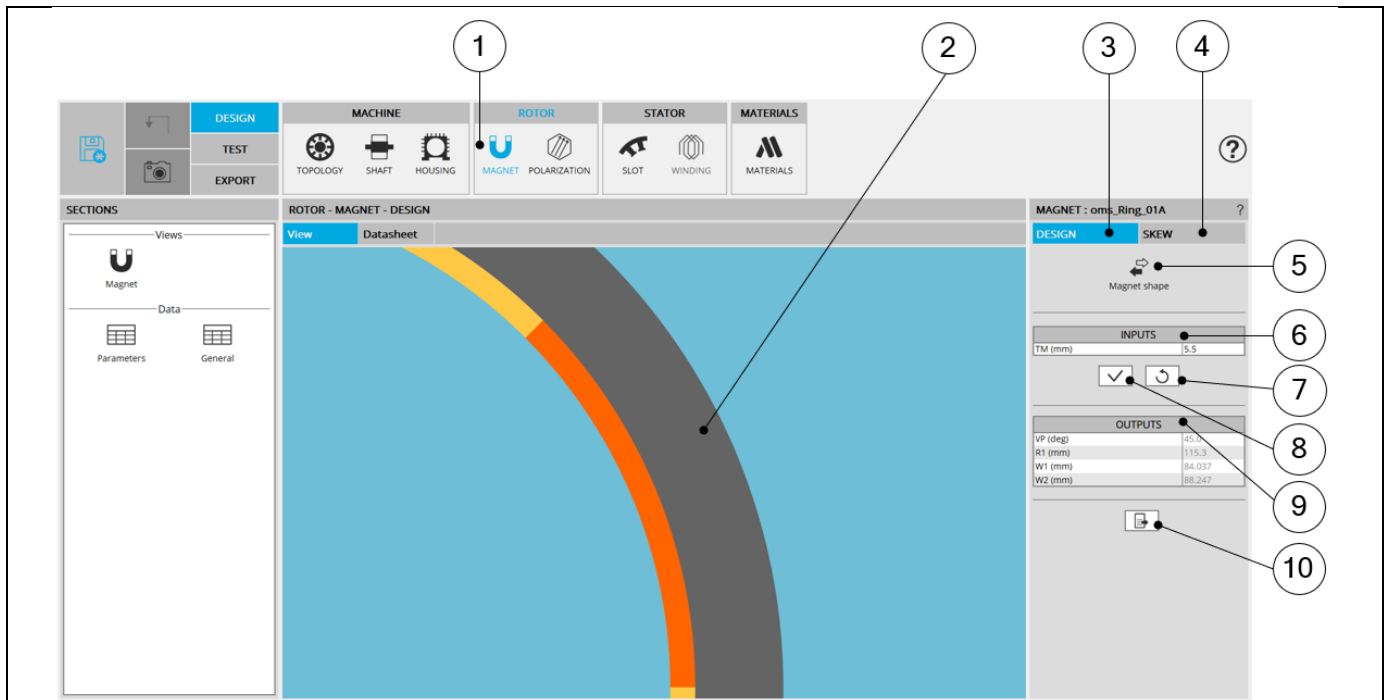 1
2
3
4
DESIGN
TEST
EXPORT
MACHINE
TOPOLOGY
SHAFT
HOUSING
ROTOR
MAGNET
POLARIZATION
STATOR
SLOT
WINDING
MATERIALS
MATERIALS
?
SECTIONS
Views
Magnet
Data
Parameters
General
ROTOR - MAGNET - DESIGN
View
Datasheet
MAGNET : oms_Ring_01A
?
DESIGN
SKEW
Magnet shape
5
INPUTS
6
TM (mm) 5.5
7
OUTPUTS
8
VP (deg) 45.0
R1 (mm) 115.3
W1 (mm) 84.037
W2 (mm) 88.247
9
10